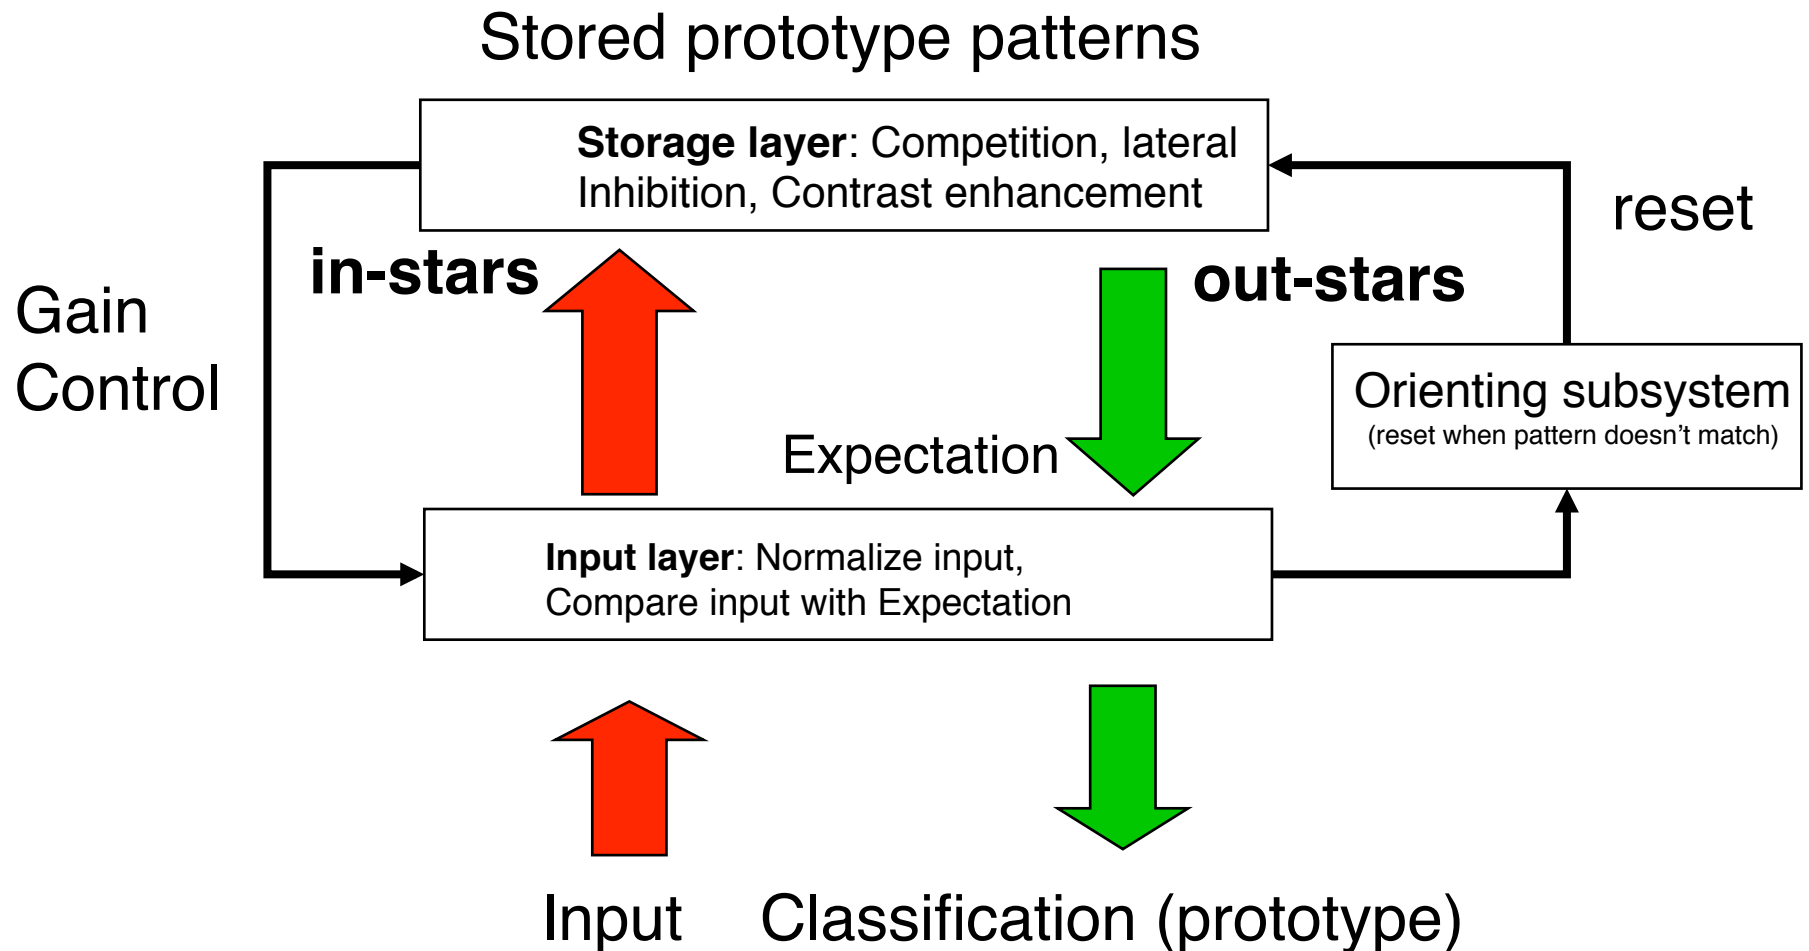 Stored prototype patterns
Storage layer: Competition, lateral
Inhibition, Contrast enhancement
reset
in-stars
out-stars
Gain
Control
Orienting subsystem
(reset when pattern doesn’t match)
Expectation
Input layer: Normalize input,
Compare input with Expectation
Input
Classification (prototype)